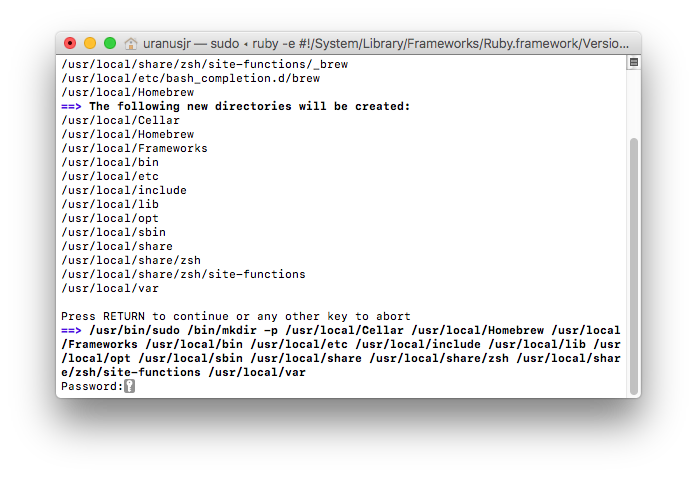 uranusjr — sudo ◂ ruby -e #!/System/Library/Frameworks/Ruby.framework/Versio...
/usr/local/share/zsh/site-functions/_brew
/usr/local/etc/bash_completion.d/brew
/usr/local/Homebrew
==> The following new directories will be created:
/usr/local/Cellar
/usr/local/Homebrew
/usr/local/Frameworks
/usr/local/bin
/usr/local/etc
/usr/local/include
/usr/local/lib
/usr/local/opt
/usr/local/sbin
/usr/local/share
/usr/local/share/zsh
/usr/local/share/zsh/site-functions
/usr/local/var
Press RETURN to continue or any other key to abort
==> /usr/bin/sudo /bin/mkdir -p /usr/local/Cellar /usr/local/Homebrew /usr/local
/Frameworks /usr/local/bin /usr/local/etc /usr/local/include /usr/local/lib /usr
/local/opt /usr/local/sbin /usr/local/share /usr/local/share/zsh /usr/local/shar
e/zsh/site-functions /usr/local/var
Password: